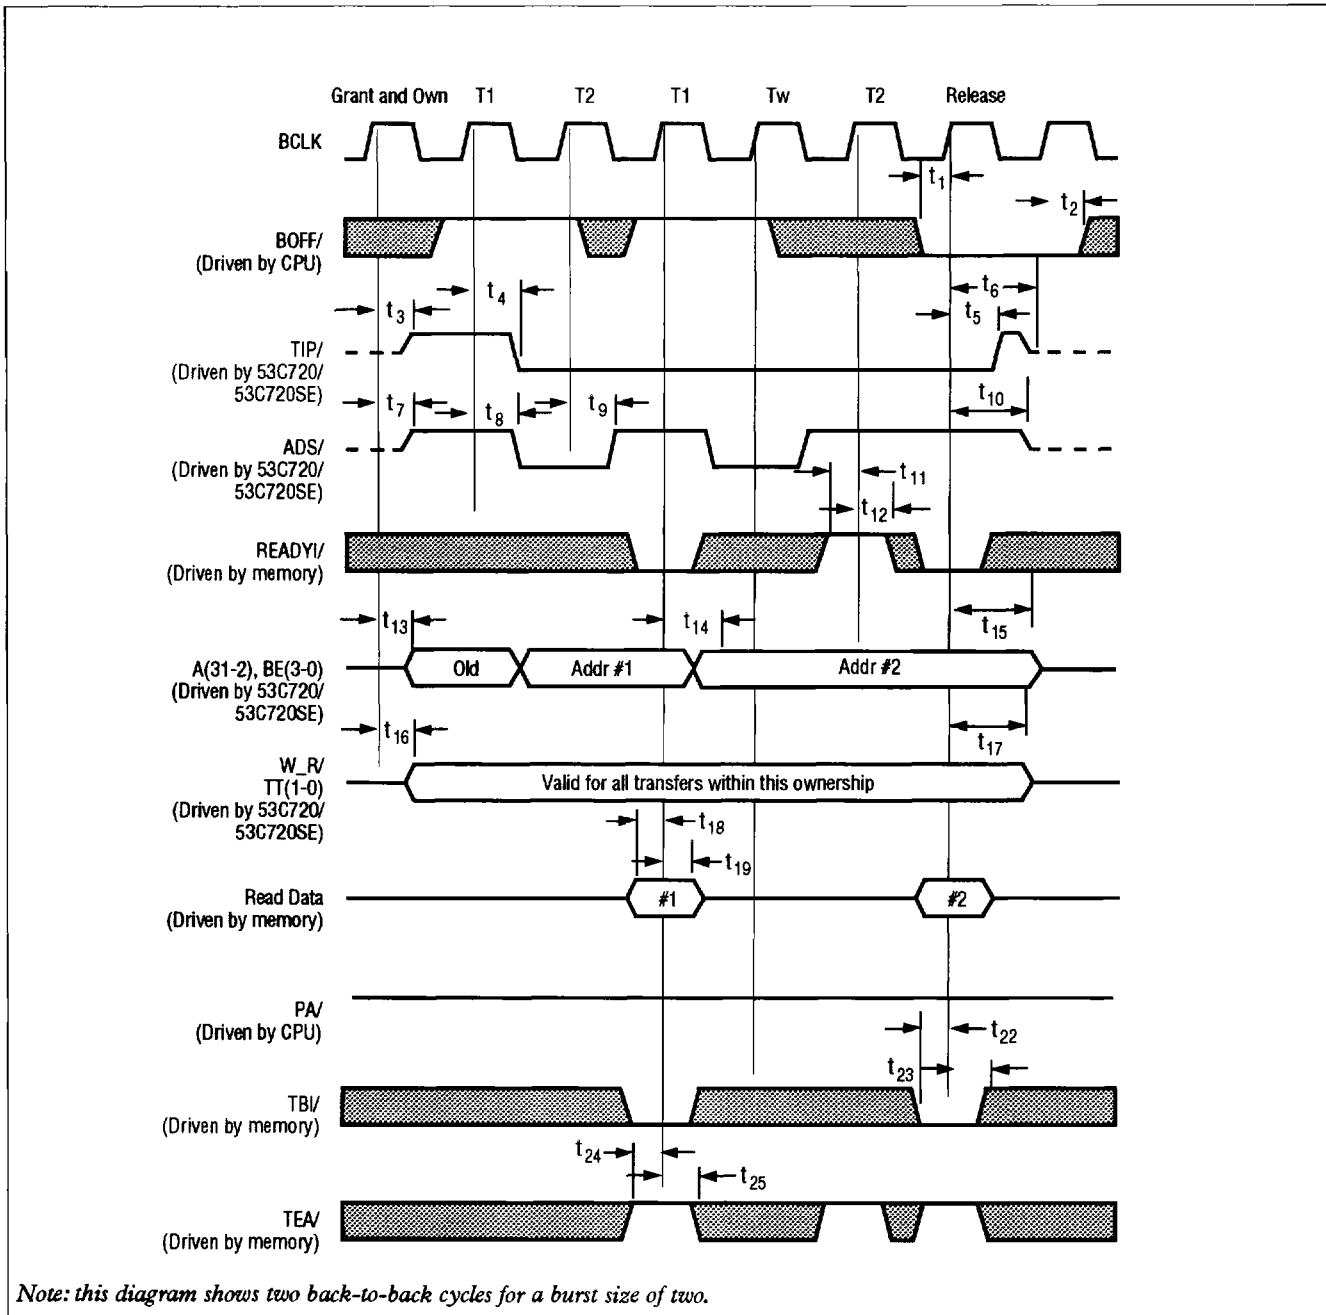 Grant and Own T1 T2 T1 Tw T2 Release
BCLK
t1
t2
BOFF/
(Driven by CPU)
t6
t4
t3
t5
TIP/
(Driven by 53C720/
53C720SE)
t10
t7 t8 t9
ADS/
(Driven by 53C720/
53C720SE)
t11
t12
READYI/
(Driven by memory)
t13 t14 t15
A(31-2), BE(3-0)
(Driven by 53C720/
53C720SE)
Old Addr #1 Addr #2
t16 t17
W_R/
TT(1-0)
(Driven by 53C720/
53C720SE)
Valid for all transfers within this ownership
t18
t19
Read Data
(Driven by memory)
#1 #2
PA/
(Driven by CPU)
t22
t23
TBI/
(Driven by memory)
t24
t25
TEA/
(Driven by memory)
Note: this diagram shows two back-to-back cycles for a burst size of two.